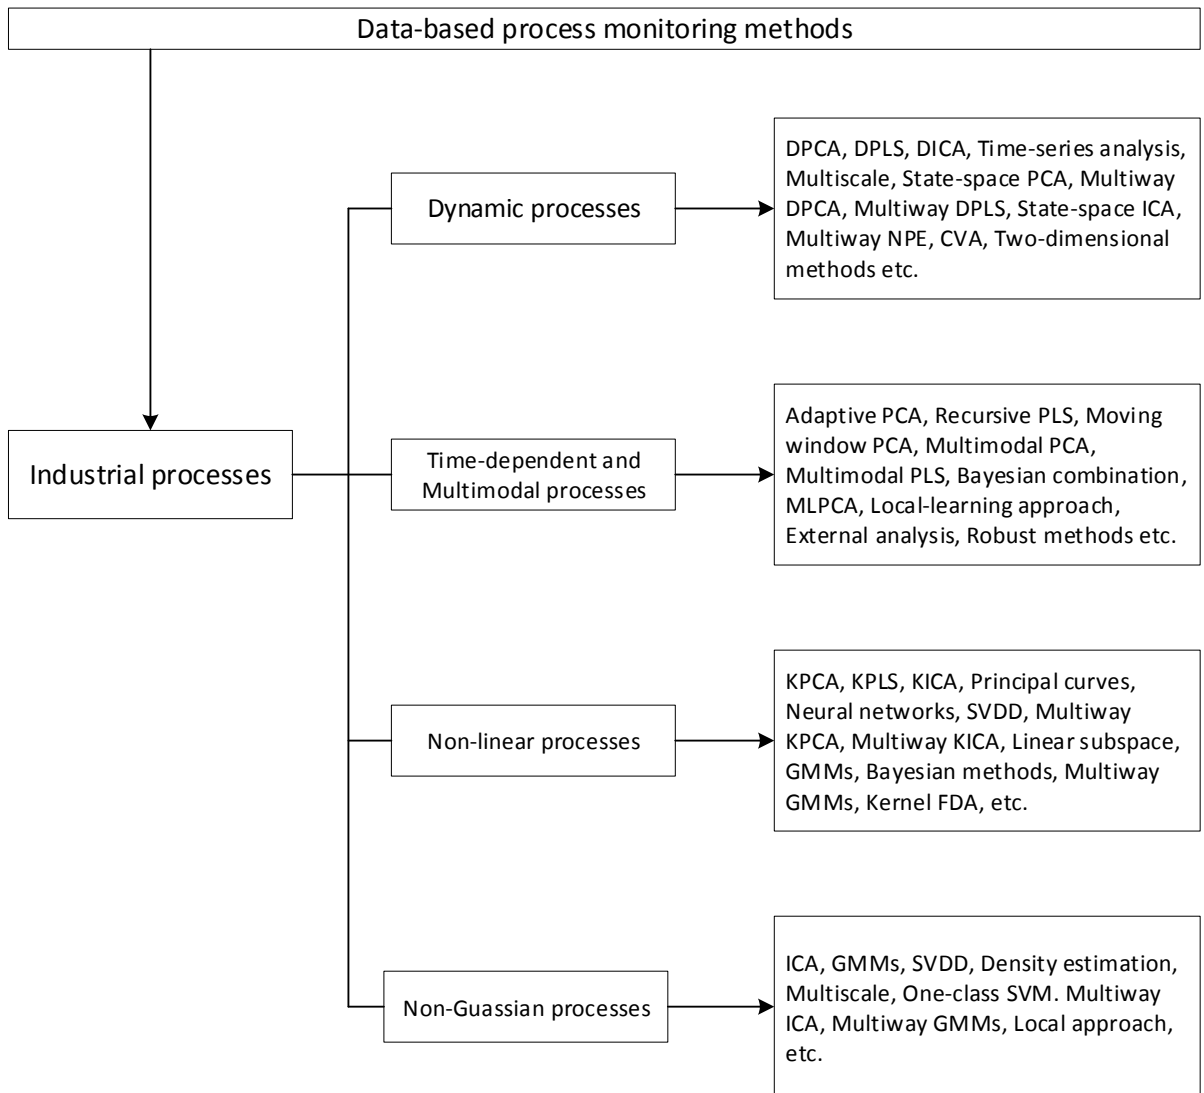 Data-based process monitoring methods
DPCA, DPLS, DICA, Time-series analysis,
Multiscale, State-space PCA, Multiway
DPCA, Multiway DPLS, State-space ICA,
Multiway NPE, CVA, Two-dimensional
methods etc.
Dynamic processes
Adaptive PCA, Recursive PLS, Moving
window PCA, Multimodal PCA,
Multimodal PLS, Bayesian combination,
MLPCA, Local-learning approach,
External analysis, Robust methods etc.
Industrial processes
Time-dependent and
Multimodal processes
KPCA, KPLS, KICA, Principal curves,
Neural networks, SVDD, Multiway
KPCA, Multiway KICA, Linear subspace,
GMMs, Bayesian methods, Multiway
GMMs, Kernel FDA, etc.
Non-linear processes
ICA, GMMs, SVDD, Density estimation,
Multiscale, One-class SVM. Multiway
ICA, Multiway GMMs, Local approach,
etc.
Non-Guassian processes